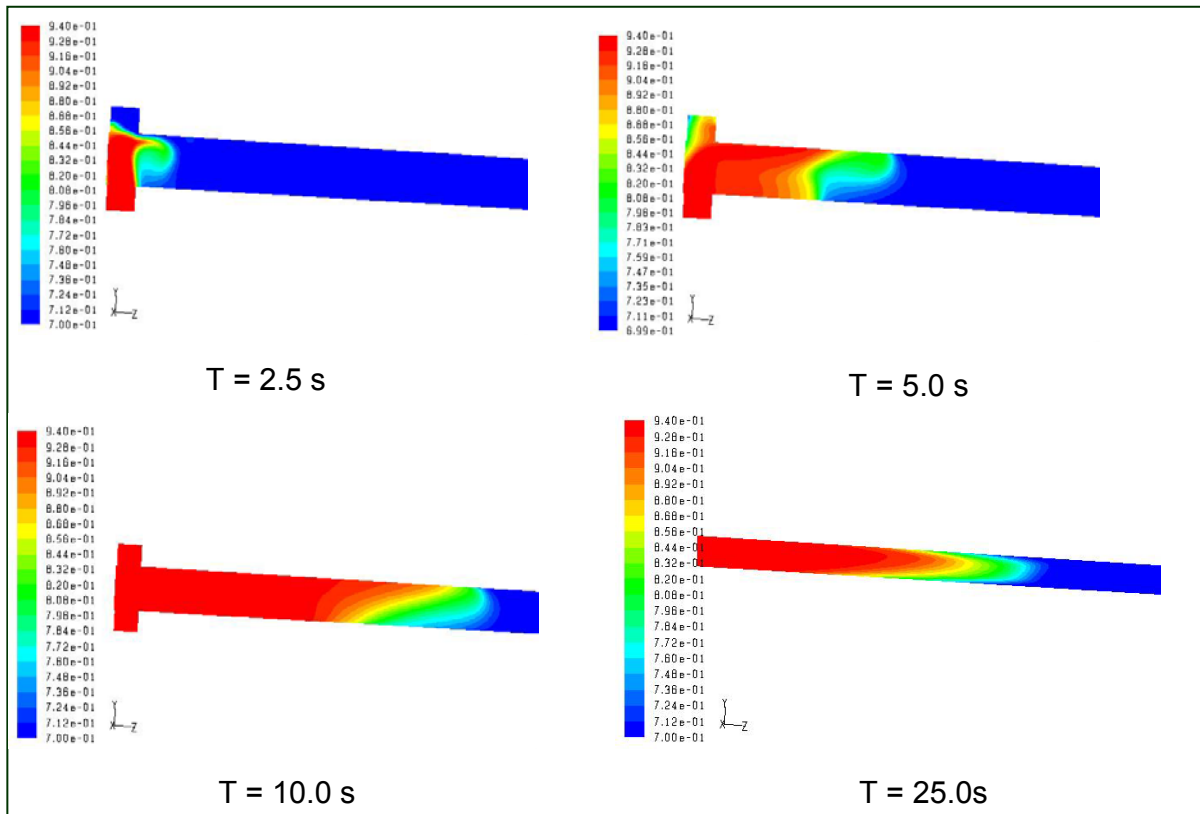 9.40e-01
9.28e-01
9.16e-01
9.04e-01
8.92e-01
8.80e-01
8.68e-01
8.56e-01
8.44e-01
8.32e-01
8.20e-01
8.08e-01
7.96e-01
7.84e-01
7.72e-01
7.60e-01
7.48e-01
7.36e-01
7.24e-01
7.12e-01
7.00e-01
Y
X Z
T = 2.5 s
9.40e-01
9.28e-01
9.16e-01
9.04e-01
8.92e-01
8.80e-01
8.68e-01
8.56e-01
8.44e-01
8.32e-01
8.20e-01
8.08e-01
7.95e-01
7.83e-01
7.71e-01
7.59e-01
7.47e-01
7.35e-01
7.23e-01
7.11e-01
6.99e-01
Y
X Z
T = 5.0 s
9.40e-01
9.28e-01
9.16e-01
9.04e-01
8.92e-01
8.80e-01
8.68e-01
8.56e-01
8.44e-01
8.32e-01
8.20e-01
8.08e-01
7.96e-01
7.84e-01
7.72e-01
7.60e-01
7.48e-01
7.36e-01
7.24e-01
7.12e-01
7.00e-01
Y
X Z
T = 10.0 s
9.40e-01
9.28e-01
9.16e-01
9.04e-01
8.92e-01
8.80e-01
8.68e-01
8.56e-01
8.44e-01
8.32e-01
8.20e-01
8.08e-01
7.96e-01
7.84e-01
7.72e-01
7.60e-01
7.48e-01
7.36e-01
7.24e-01
7.12e-01
7.00e-01
Y
X Z
T = 25.0s